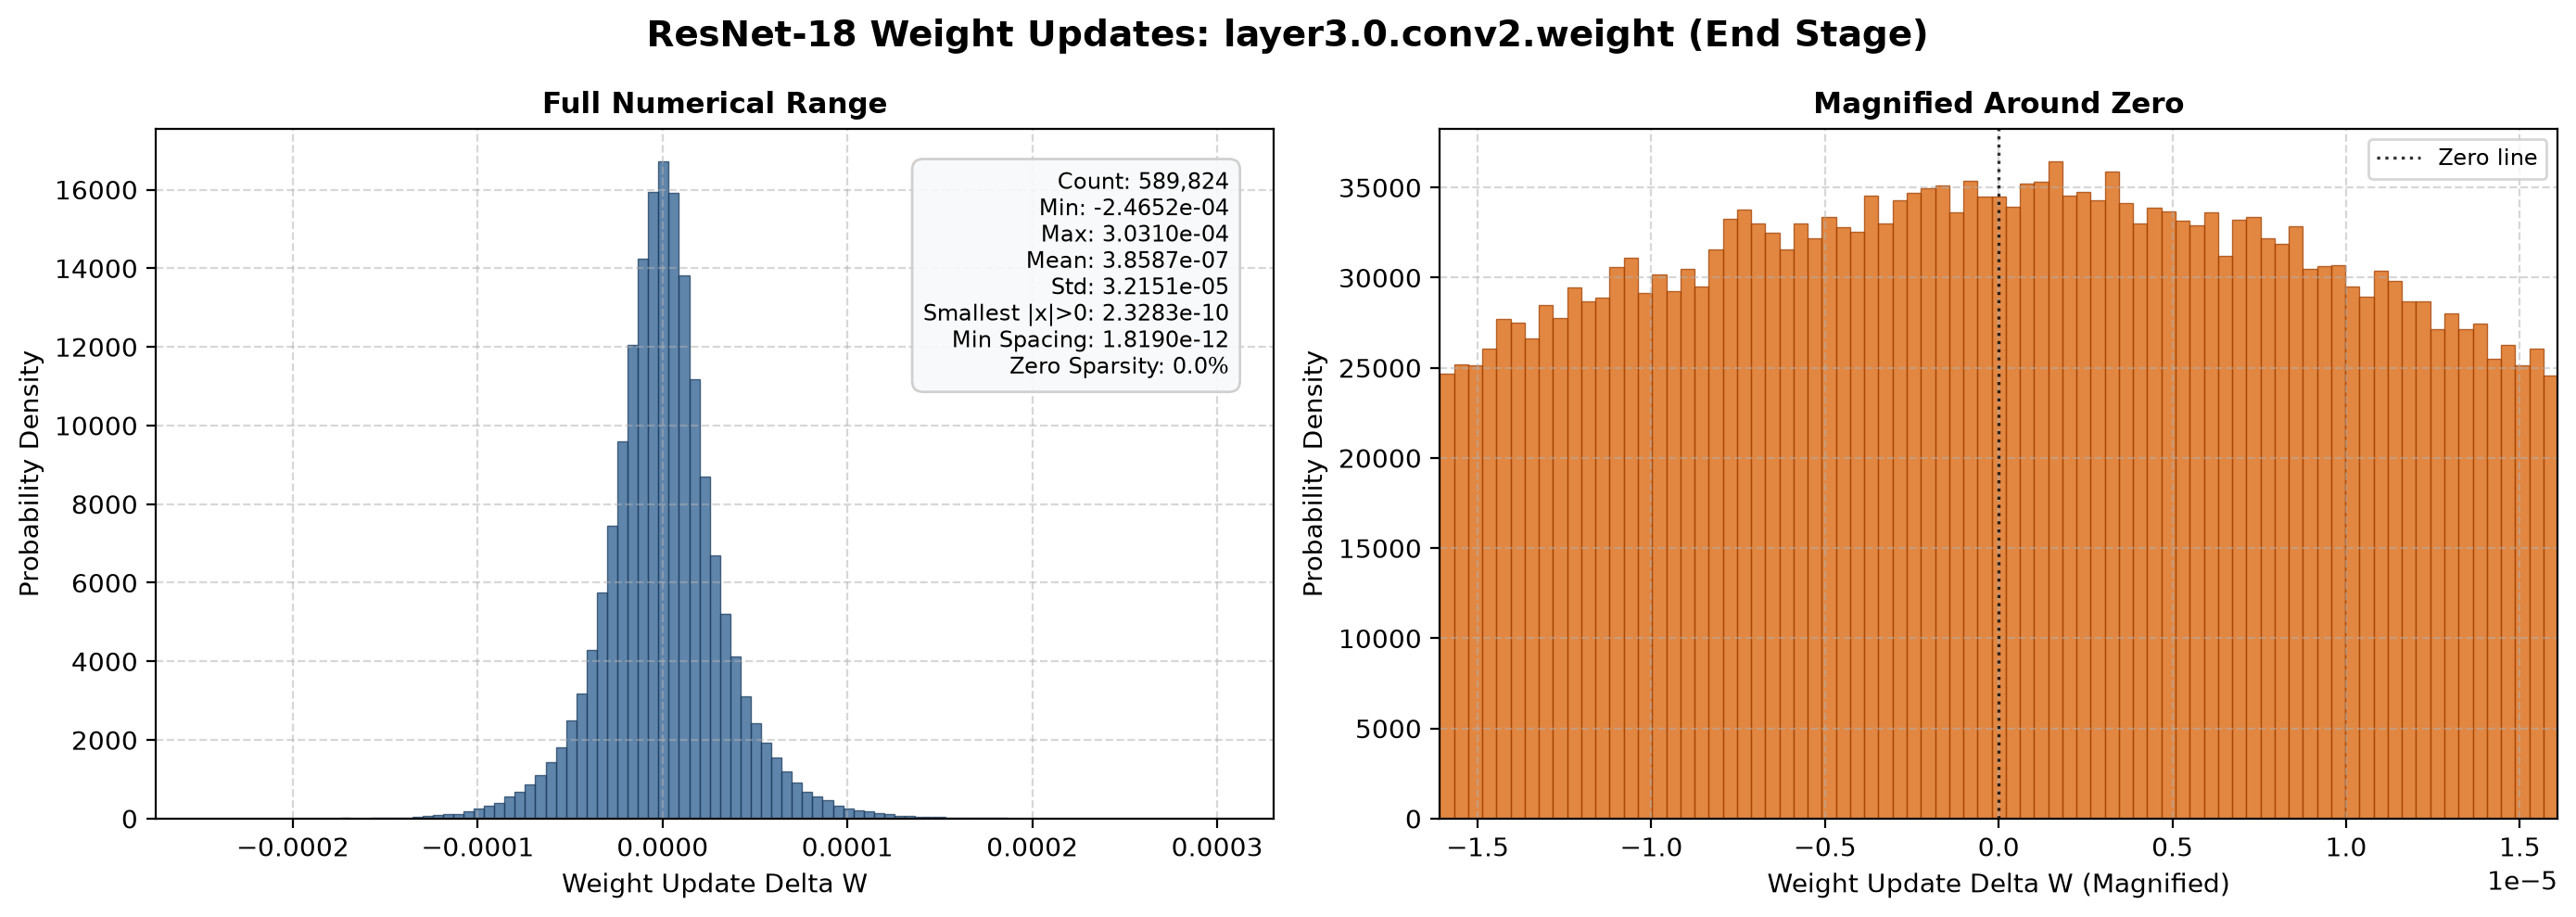 ResNet-18 Weight Updates: layer3.0.conv2.weight (End Stage)
Full Numerical Range
Probability Density
16000
14000
12000
10000
8000
6000
4000
2000
0
Count: 589,824
Min: -2.4652e-04
Max: 3.0310e-04
Mean: 3.8587e-07
Std: 3.2151e-05
Smallest |x|>0: 2.3283e-10
Min Spacing: 1.8190e-12
Zero Sparsity: 0.0%
−0.0002 −0.0001 0.0000 0.0001 0.0002 0.0003
Weight Update Delta W
Magnified Around Zero
Probability Density
35000
30000
25000
20000
15000
10000
5000
0
Zero line
−1.5 −1.0 −0.5 0.0 0.5 1.0 1.5
1e−5
Weight Update Delta W (Magnified)